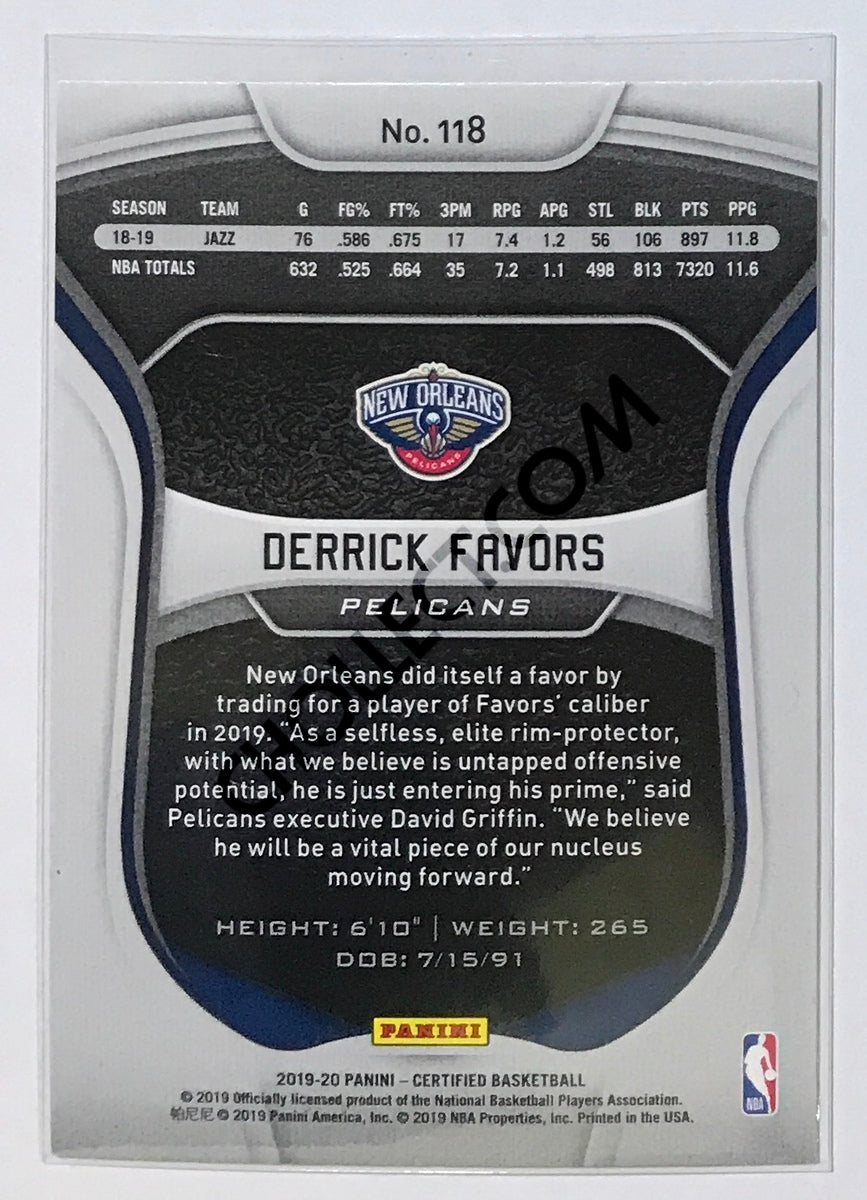 No. 118
SEASON TEAM G FG% FT% 3PM RPG APG STL BLK PTS PPG
18-19 JAZZ 76 .586 .675 17 7.4 1.2 56 106 897 11.8
NBA TOTALS 632 .525 .664 35 7.2 1.1 498 813 7320 11.6
NEW ORLEANS
PELICANS
DERRICK FAVORS
PELICANS
CHOLLECT.COM
New Orleans did itself a favor by
trading for a player of Favors' caliber
in 2019. "As a selfless, elite rim-protector,
with what we believe is untapped offensive
potential, he is just entering his prime," said
Pelicans executive David Griffin. "We believe
he will be a vital piece of our nucleus
moving forward."
HEIGHT: 6'10" | WEIGHT: 265
DOB: 7/15/91
PANINI
2019-20 PANINI – CERTIFIED BASKETBALL
© 2019 Officially licensed product of the National Basketball Players Association.
帕尼尼 © 2019 Panini America, Inc. © 2019 NBA Properties, Inc. Printed in the USA.
NBA